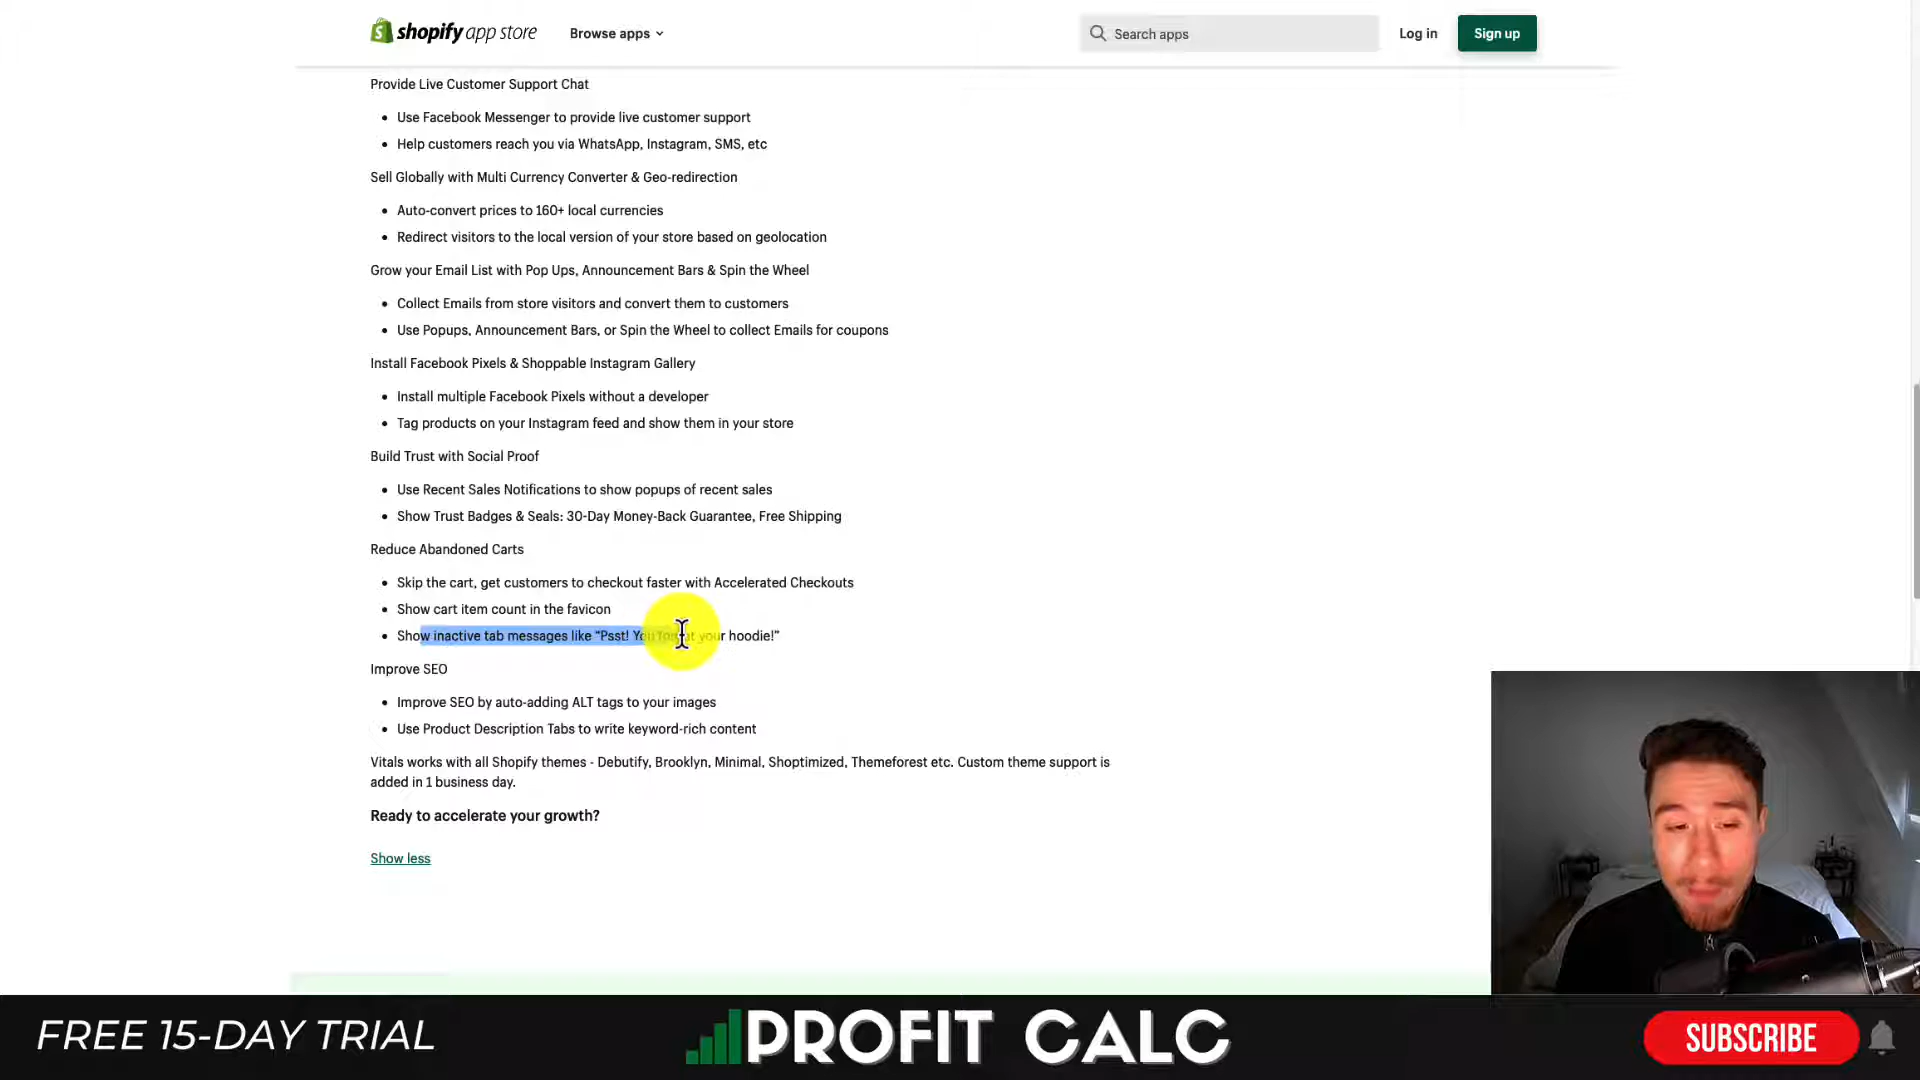 shopify app store
Browse apps
Search apps
Log in
Sign up
Provide Live Customer Support Chat
Use Facebook Messenger to provide live customer support
Help customers reach you via WhatsApp, Instagram, SMS, etc
Sell Globally with Multi Currency Converter & Geo-redirection
Auto-convert prices to 160+ local currencies
Redirect visitors to the local version of your store based on geolocation
Grow your Email List with Pop Ups, Announcement Bars & Spin the Wheel
Collect Emails from store visitors and convert them to customers
Use Popups, Announcement Bars, or Spin the Wheel to collect Emails for coupons
Install Facebook Pixels & Shoppable Instagram Gallery
Install multiple Facebook Pixels without a developer
Tag products on your Instagram feed and show them in your store
Build Trust with Social Proof
Use Recent Sales Notifications to show popups of recent sales
Show Trust Badges & Seals: 30-Day Money-Back Guarantee, Free Shipping
Reduce Abandoned Carts
Skip the cart, get customers to checkout faster with Accelerated Checkouts
Show cart item count in the favicon
Show inactive tab messages like “Psst! You forgot your hoodie!”
Improve SEO
Improve SEO by auto-adding ALT tags to your images
Use Product Description Tabs to write keyword-rich content
Vitals works with all Shopify themes - Debutify, Brooklyn, Minimal, Shoptimized, Themeforest etc. Custom theme support is
added in 1 business day.
Ready to accelerate your growth?
Show less
FREE 15-DAY TRIAL
PROFIT CALC
SUBSCRIBE